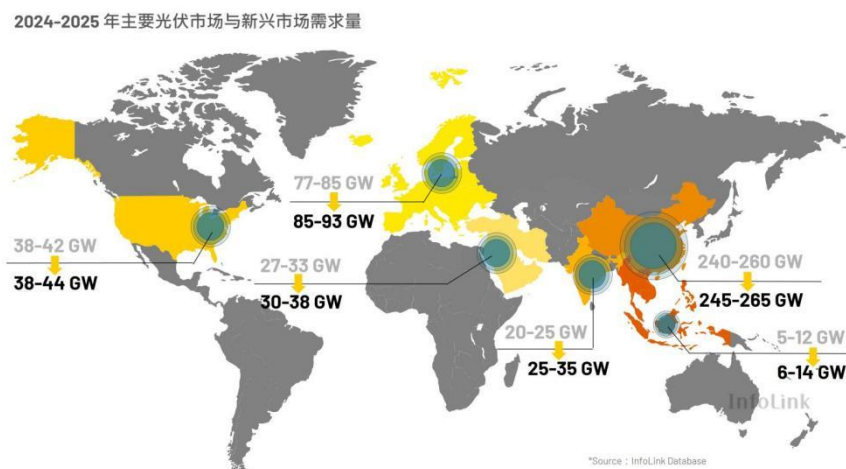 2024-2025 年主要光伏市场与新兴市场需求量
77-85 GW
85-93 GW
38-42 GW
38-44 GW
27-33 GW
30-38 GW
240-260 GW
245-265 GW
20-25 GW
25-35 GW
5-12 GW
6-14 GW
InfoLink
*Source : InfoLink Database